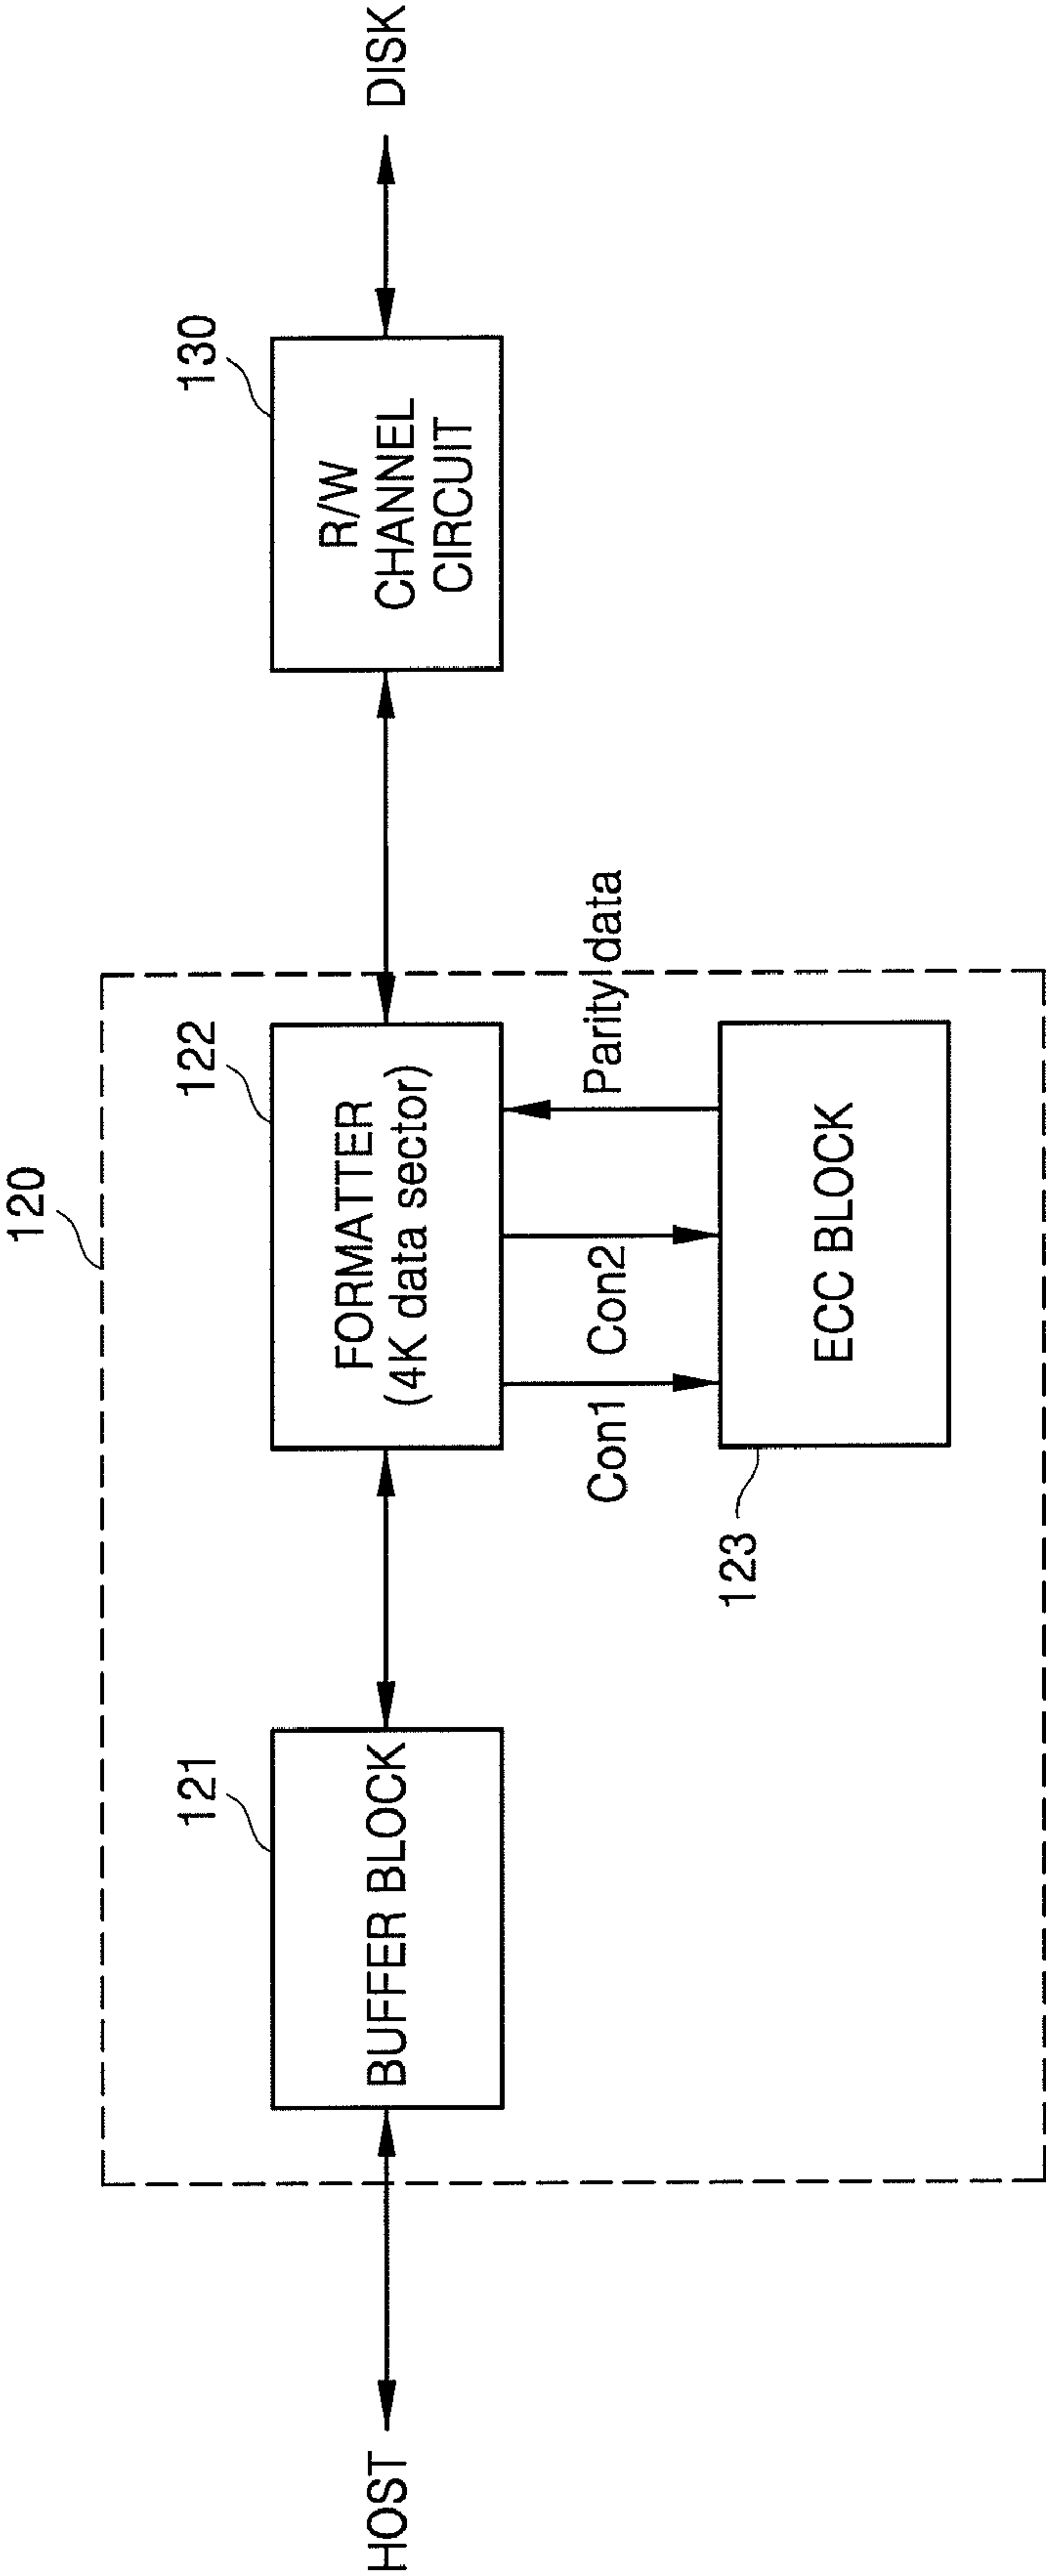 120
121
122
130
HOST
BUFFER BLOCK
FORMATTER
(4K data sector)
R/W
CHANNEL
CIRCUIT
DISK
Con1
Con2
Parity data
123
ECC BLOCK